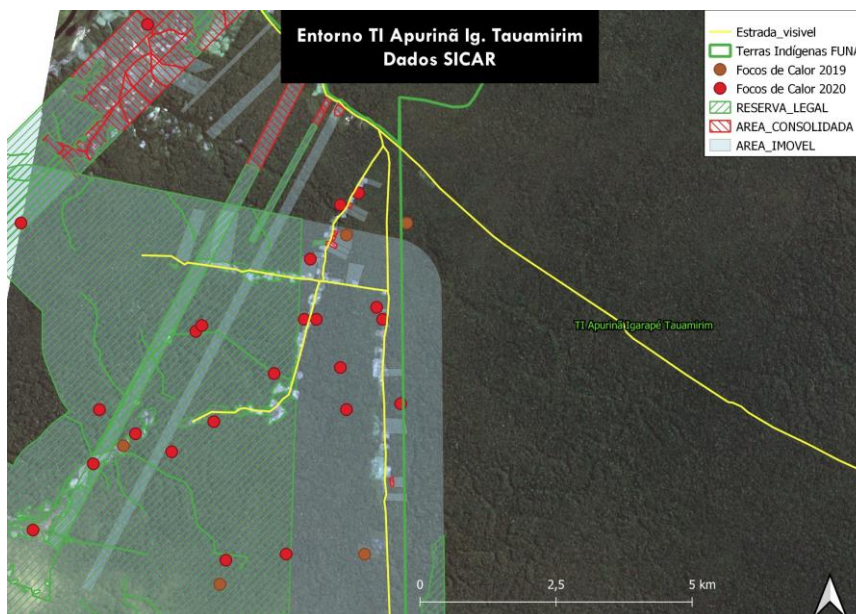 Entorno TI Apurinã Ig. Tauamirim
Dados SICAR
Estrada_visivel
Terras Indígenas FUNA
Focos de Calor 2019
Focos de Calor 2020
RESERVA_LEGAL
AREA_CONSOLIDADA
AREA_IMOVEL
TI Apurinã Igarapé Tauamirim
0 2,5 5 km